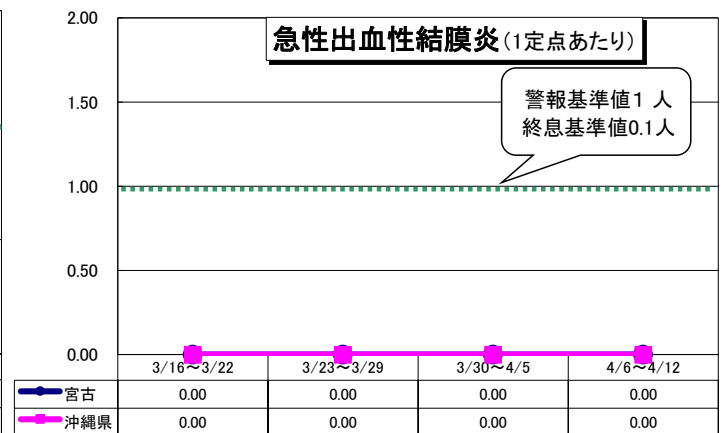 急性出血性結膜炎(1定点あたり)
警報基準値1 人
終息基準値0.1人
2.00
1.50
1.00
0.50
0.00
3/16～3/22 3/23～3/29 3/30～4/5 4/6～4/12
宮古 0.00 0.00 0.00 0.00
沖縄県 0.00 0.00 0.00 0.00